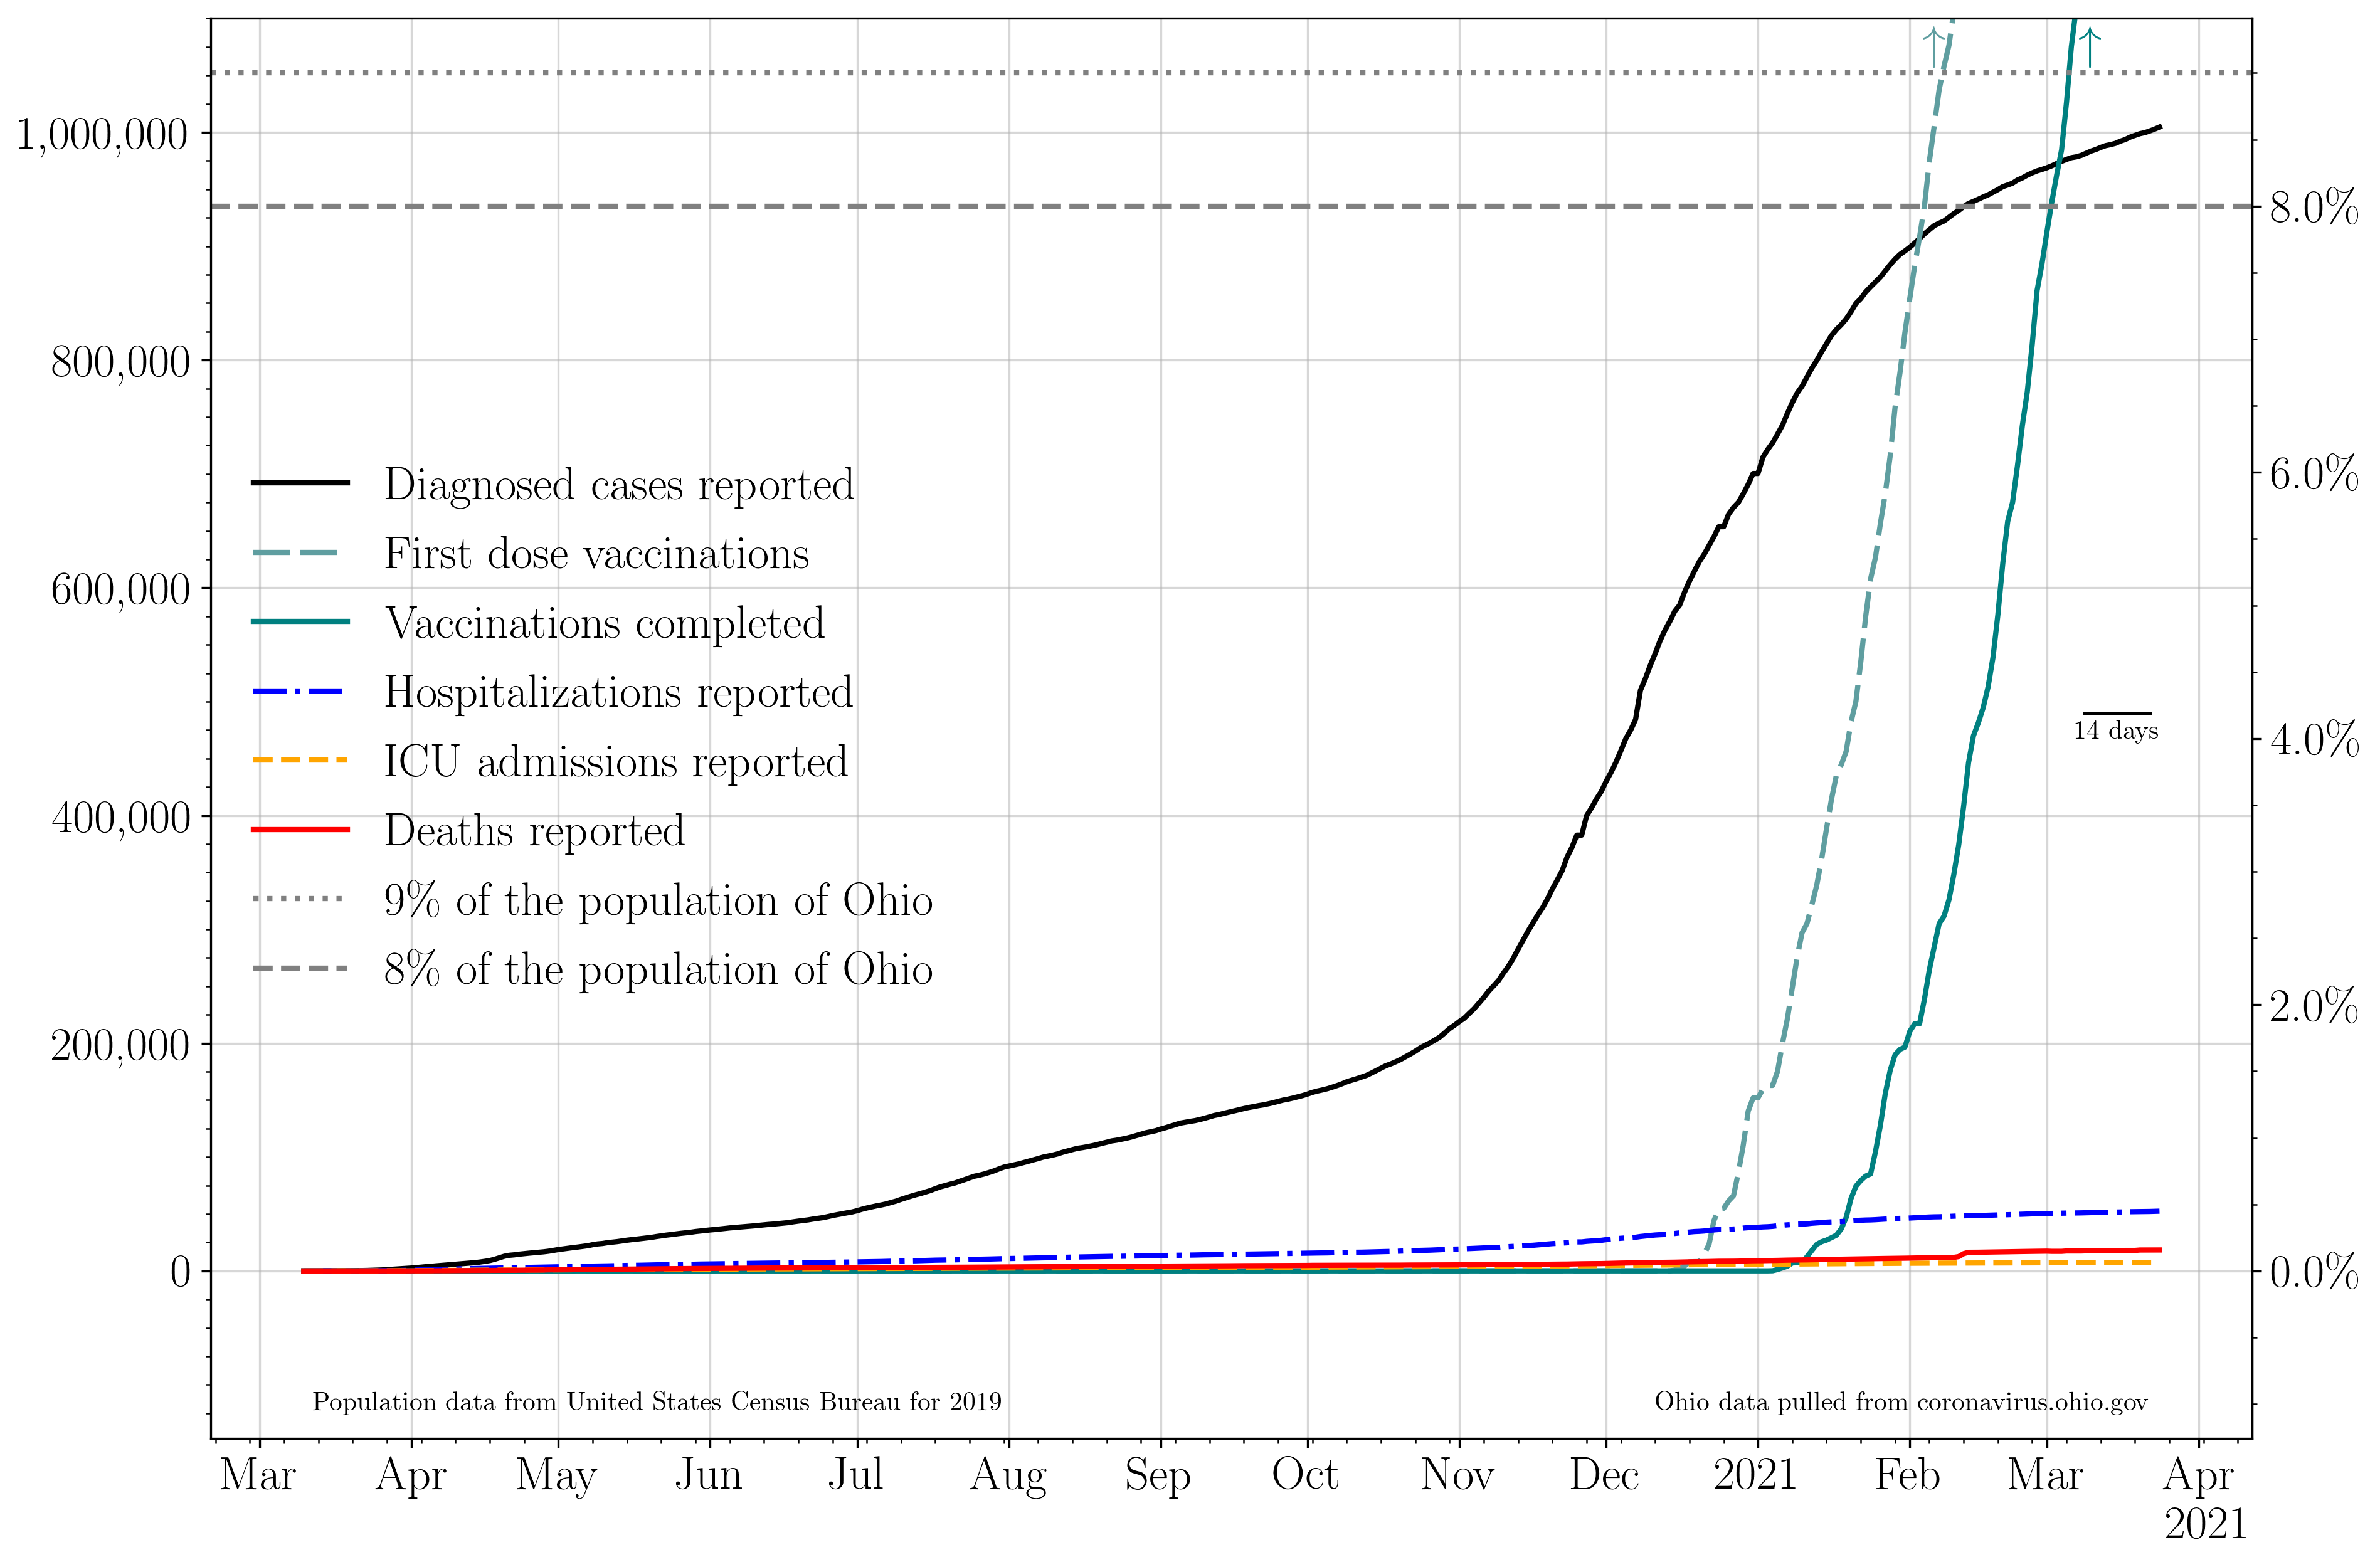 1,000,000
800,000
600,000
400,000
200,000
0
8.0%
6.0%
4.0%
2.0%
0.0%
Diagnosed cases reported
First dose vaccinations
Vaccinations completed
Hospitalizations reported
ICU admissions reported
Deaths reported
9% of the population of Ohio
8% of the population of Ohio
14 days
Population data from United States Census Bureau for 2019
Ohio data pulled from coronavirus.ohio.gov
Mar Apr May Jun Jul Aug Sep Oct Nov Dec 2021 Feb Mar Apr
2021